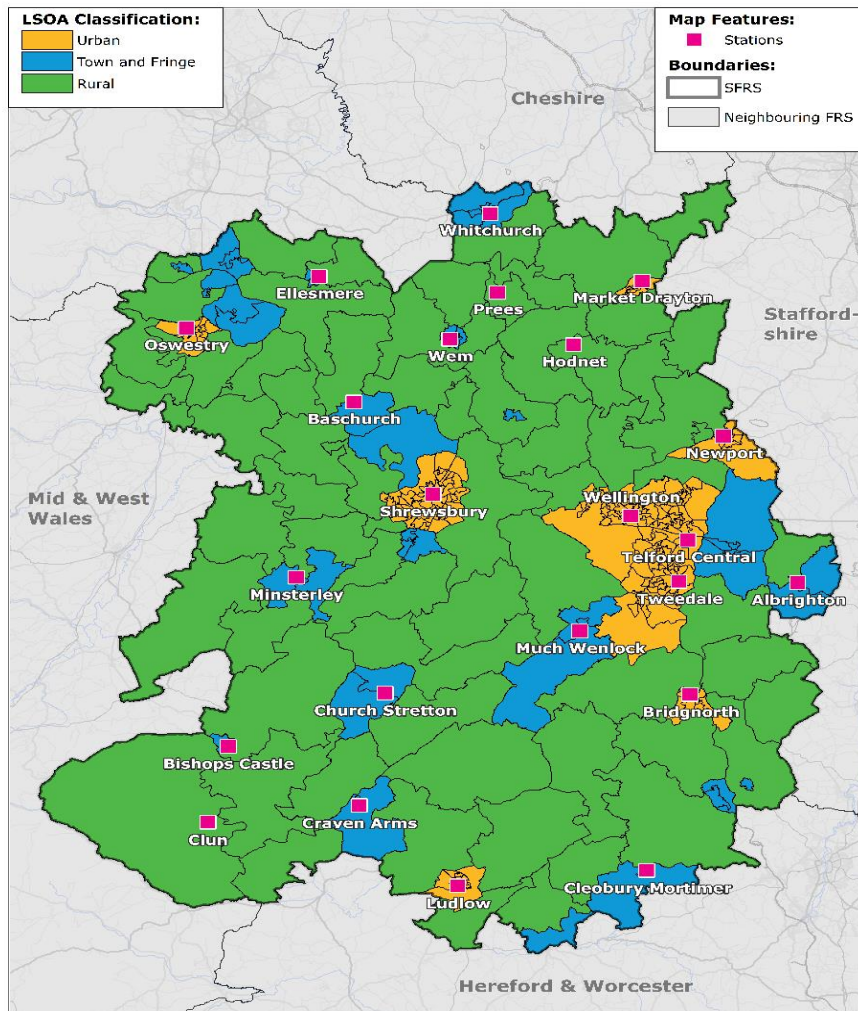 LSOA Classification:
Urban
Town and Fringe
Rural
Map Features:
Stations
Boundaries:
SFRS
Neighbouring FRS
Cheshire
Whitchurch
Ellesmere
Prees
Market Drayton
Stafford-
shire
Oswestry
Wem
Hodnet
Baschurch
Newport
Mid & West
Wales
Wellington
Shrewsbury
Telford Central
Minsterley
Tweedale
Albrighton
Much Wenlock
Church Stretton
Bridgnorth
Bishops Castle
Craven Arms
Clun
Cleobury Mortimer
Ludlow
Hereford & Worcester